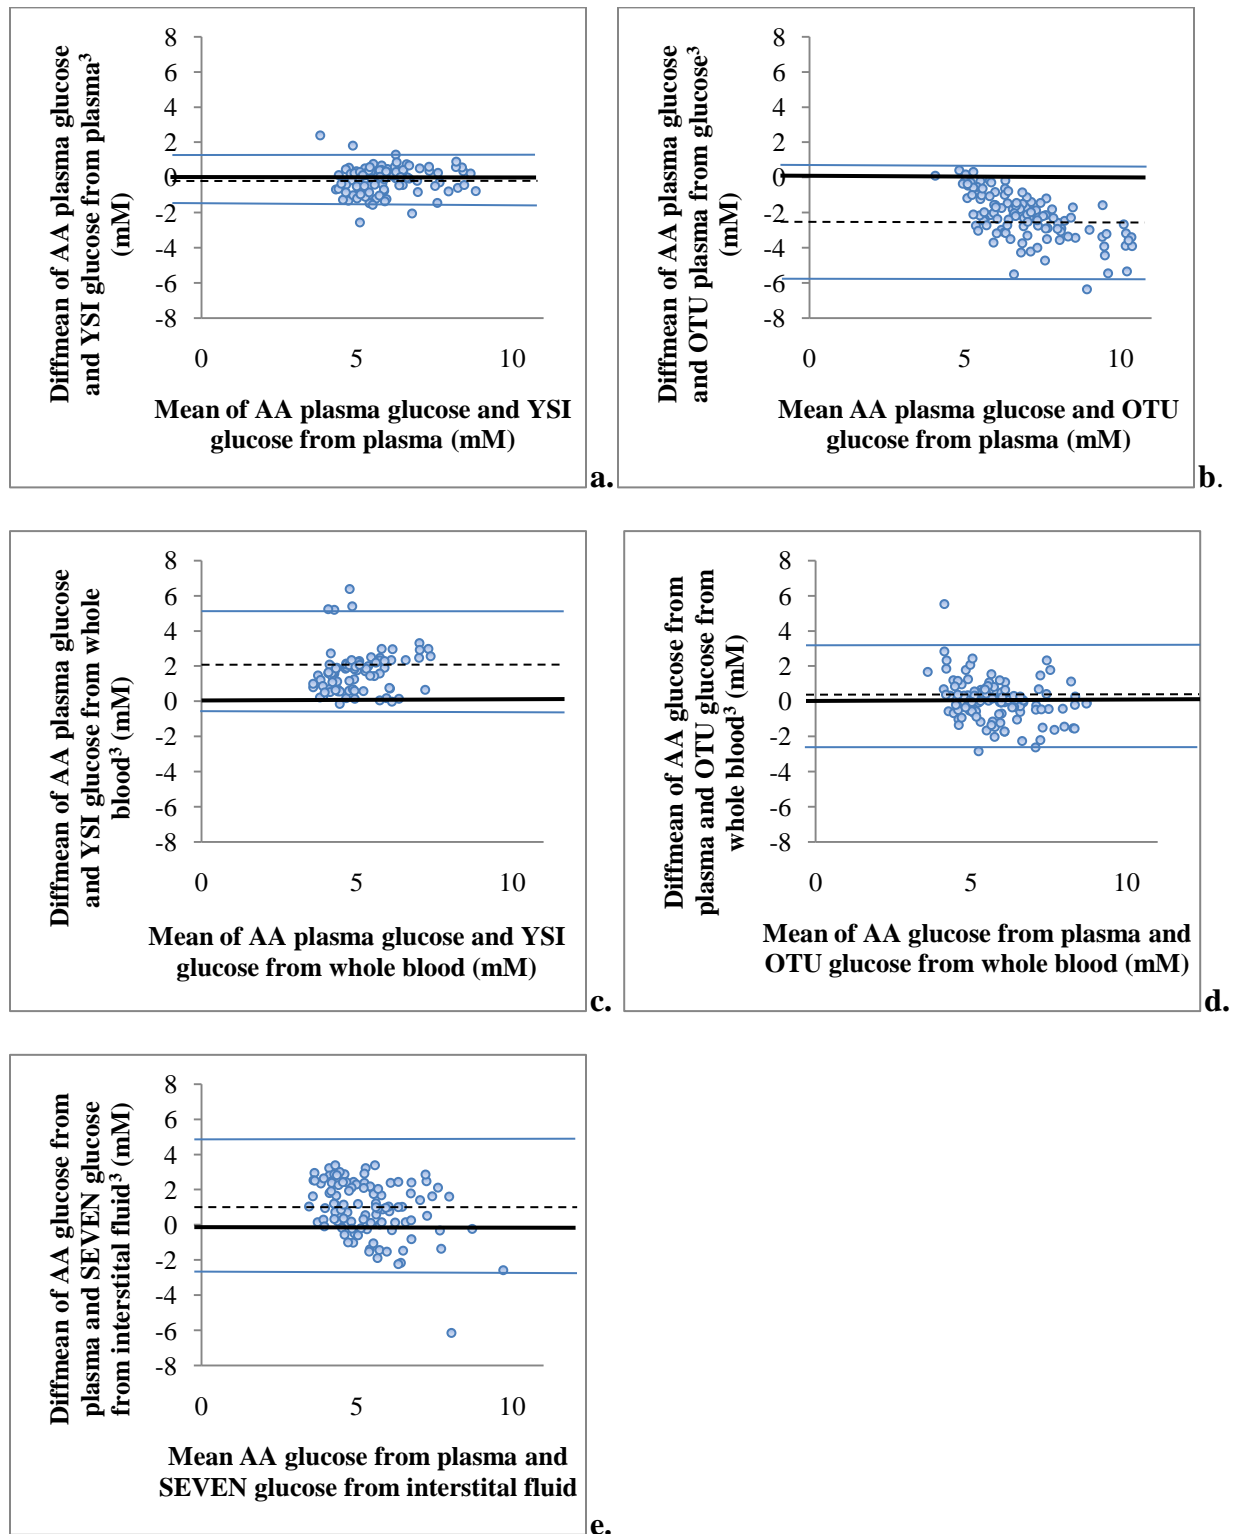 Diffmean of AA plasma glucose
and YSI glucose from plasma³
(mM)
8
6
4
2
0
-2
-4
-6
-8
0 5 10
Mean of AA plasma glucose and YSI
glucose from plasma (mM)
a.
Diffmean of AA plasma glucose
and OTU plasma from glucose³
(mM)
8
6
4
2
0
-2
-4
-6
-8
0 5 10
Mean AA plasma glucose and OTU
glucose from plasma (mM)
b.
Diffmean of AA plasma glucose
and YSI glucose from whole
blood³ (mM)
8
6
4
2
0
-2
-4
-6
-8
0 5 10
Mean of AA plasma glucose and YSI
glucose from whole blood (mM)
c.
Diffmean of AA glucose from
plasma and OTU glucose from
whole blood³ (mM)
8
6
4
2
0
-2
-4
-6
-8
0 5 10
Mean of AA glucose from plasma and
OTU glucose from whole blood (mM)
d.
Diffmean of AA glucose from
plasma and SEVEN glucose
from interstital fluid³ (mM)
8
6
4
2
0
-2
-4
-6
-8
0 5 10
Mean AA glucose from plasma and
SEVEN glucose from interstital fluid
e.